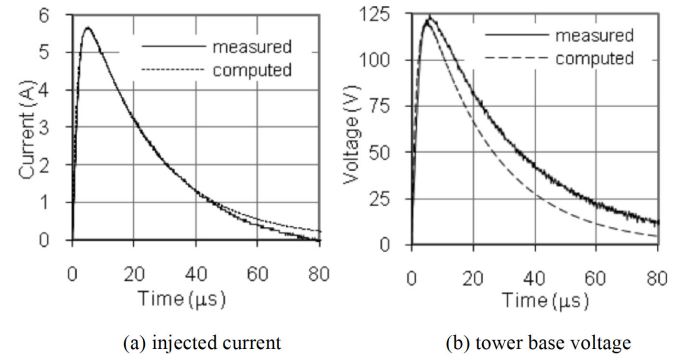 6
5
4
3
2
1
0
Current (A)
measured
computed
0 20 40 60 80
Time (μs)
(a) injected current
125
100
75
50
25
0
Voltage (V)
measured
computed
0 20 40 60 80
Time (μs)
(b) tower base voltage